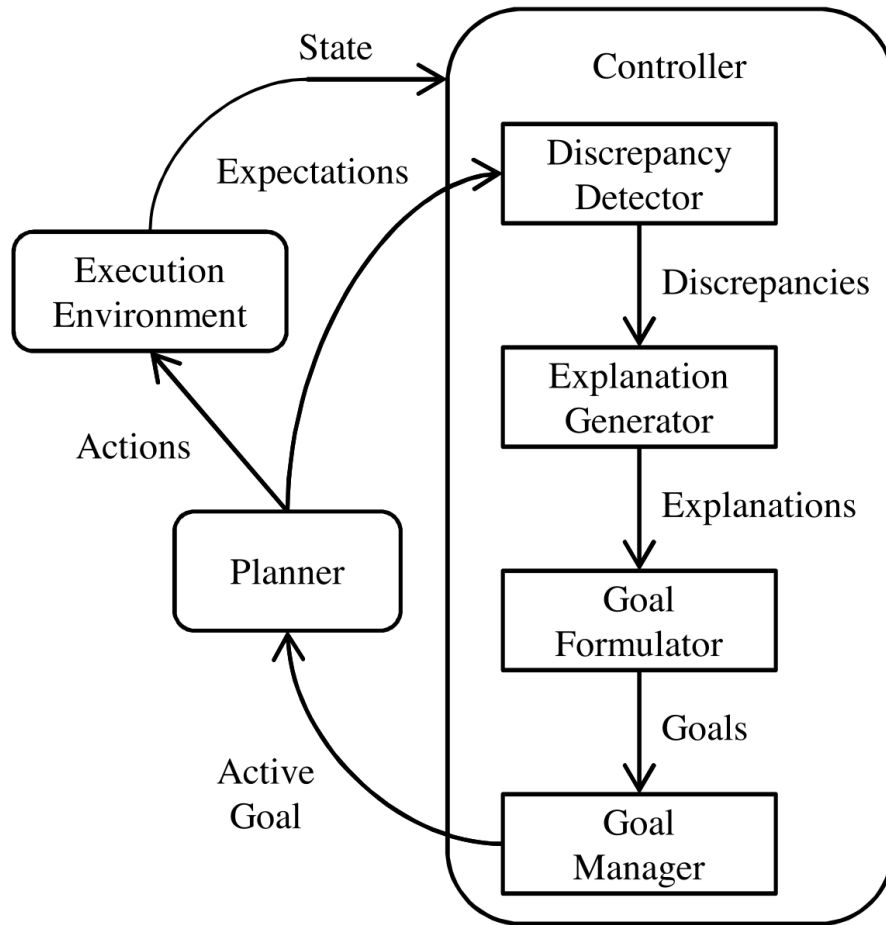 State
Controller
Expectations
Discrepancy
Detector
Execution
Environment
Discrepancies
Explanation
Generator
Actions
Explanations
Planner
Goal
Formulator
Goals
Active
Goal
Goal
Manager